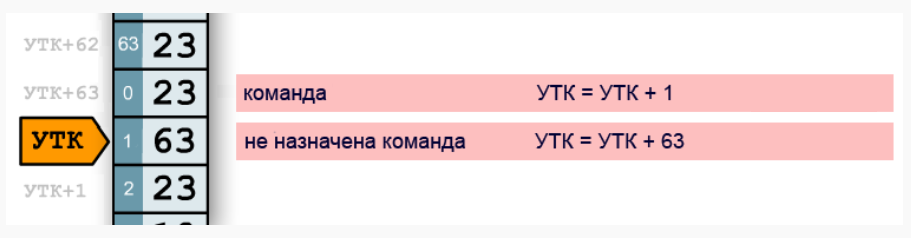 УТК+62 63 23
УТК+63 0 23 команда УТК = УТК + 1
УТК 1 63 не назначена команда УТК = УТК + 63
УТК+1 2 23